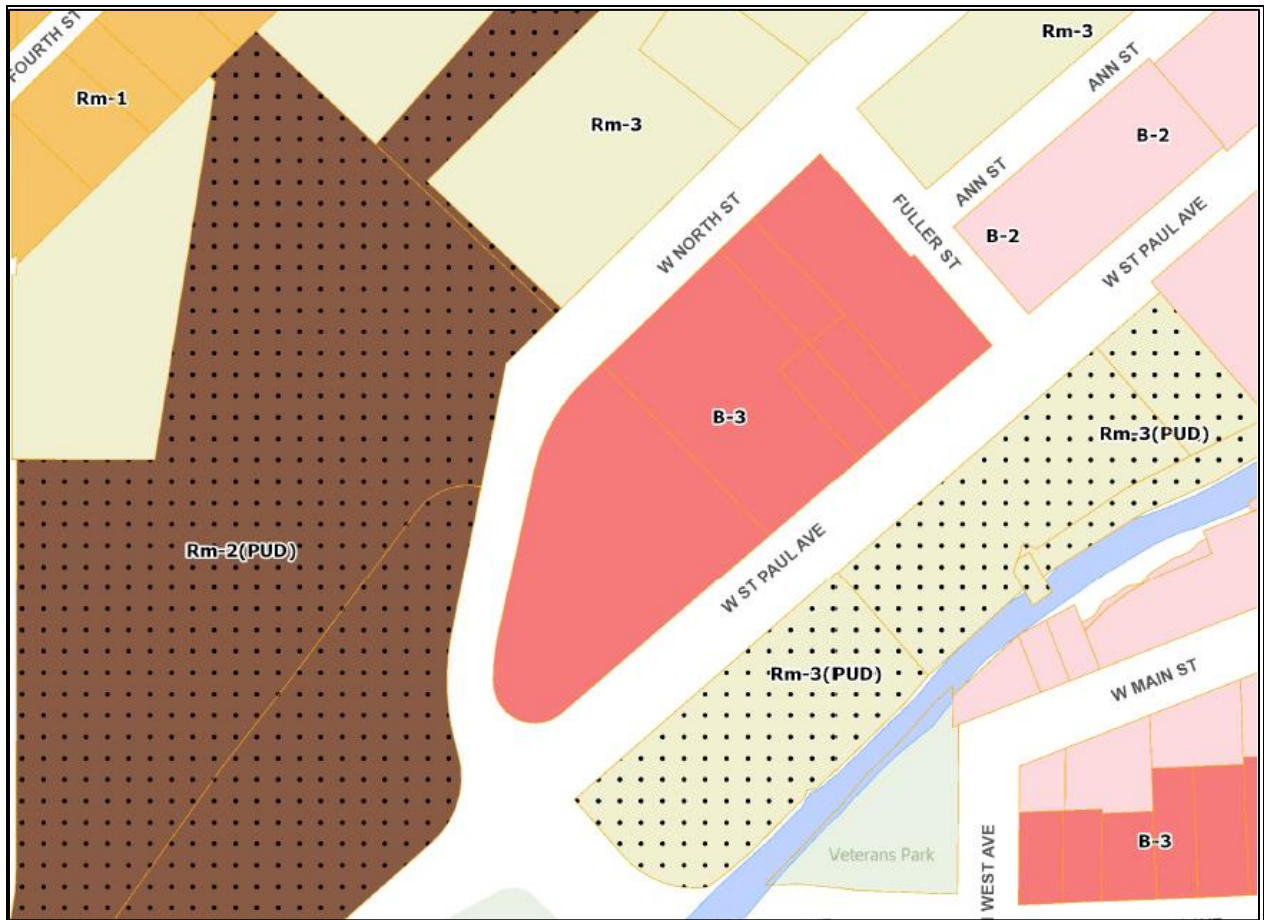 FOURTH ST
Rm-3
ANN ST
Rm-1
Rm-3
B-2
ANN ST
W NORTH ST
FULLER ST
B-2
W ST PAUL AVE
B-3
Rm-3(PUD)
Rm-2(PUD)
W ST PAUL AVE
Rm-3(PUD)
W MAIN ST
Veterans Park
WEST AVE
B-3